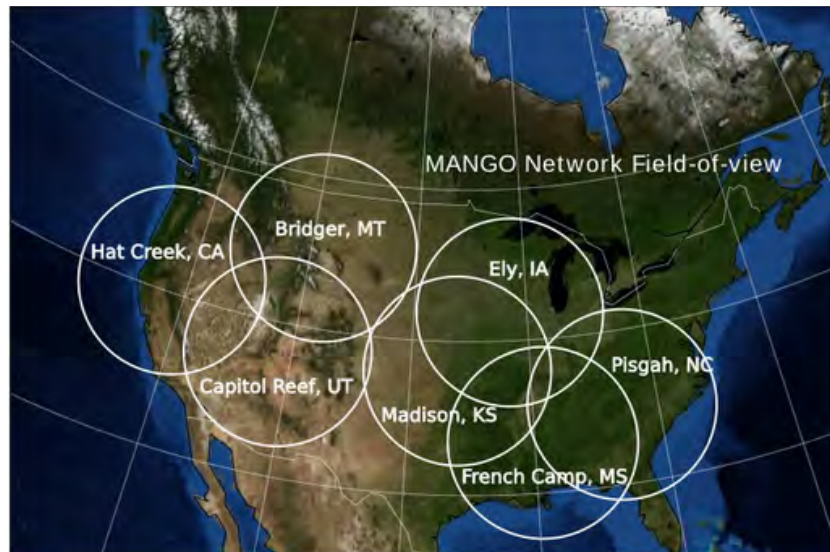 MANGO Network Field-of-view
Bridger, MT
Hat Creek, CA
Ely, IA
Pisgah, NC
Capitol Reef, UT
Madison, KS
French Camp, MS